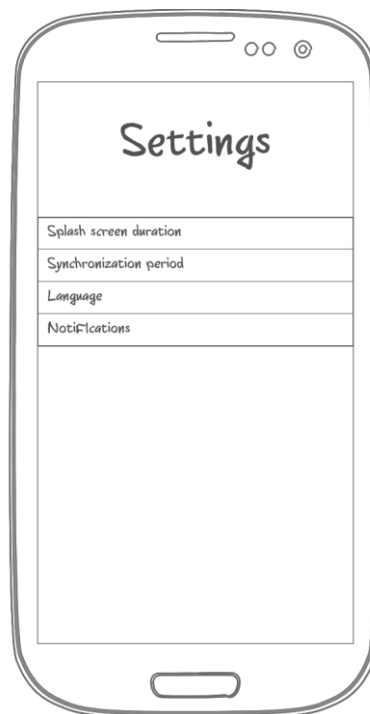 Settings
Splash screen duration
Synchronization period
Language
Notifications